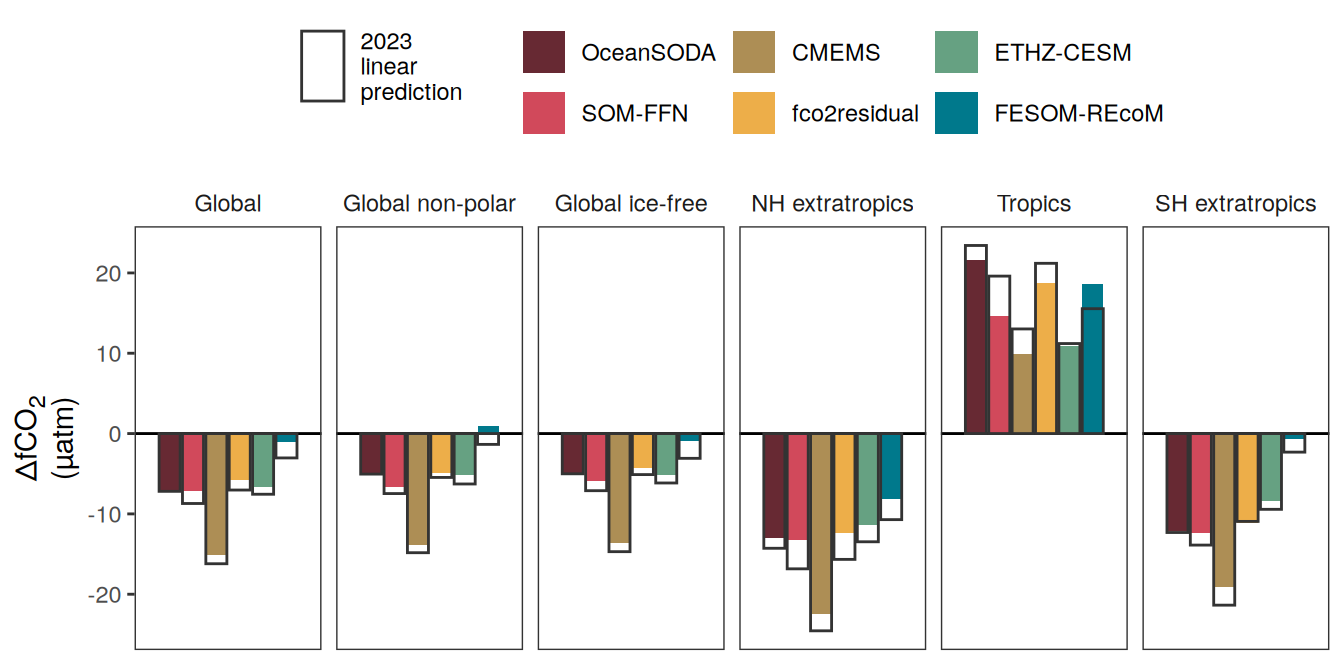 2023
linear
prediction
OceanSODA
CMEMS
ETHZ-CESM
SOM-FFN
fco2residual
FESOM-REcoM
Global
Global non-polar
Global ice-free
NH extratropics
Tropics
SH extratropics
20
10
0
-10
-20
ΔfCO₂
(µatm)